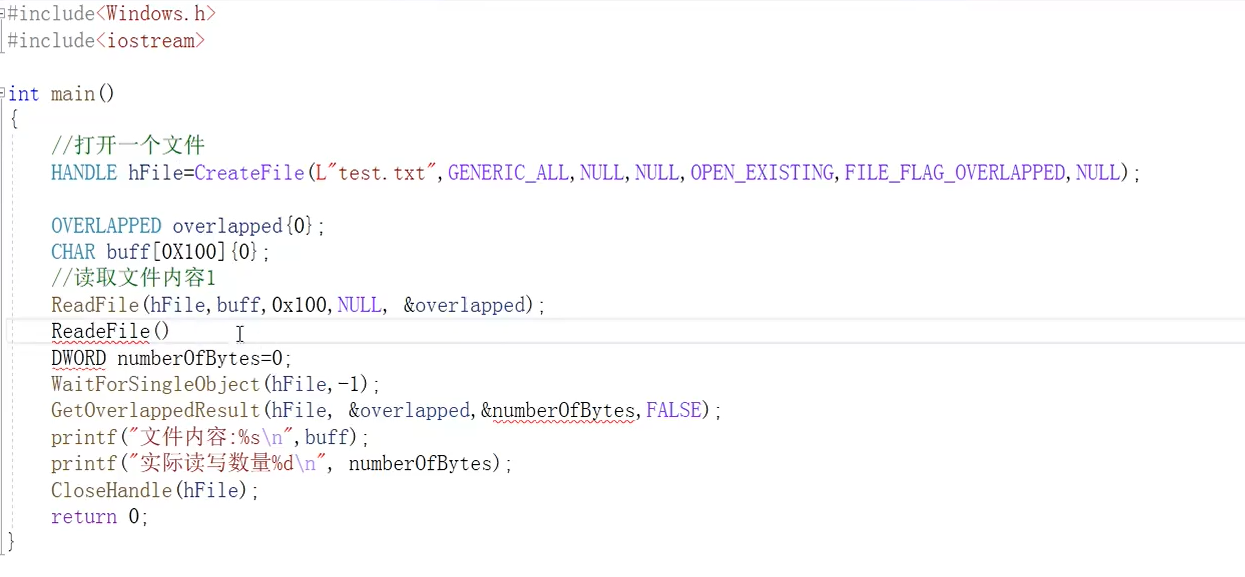 #include<Windows.h>
#include<iostream>
int main()
{
//打开一个文件
HANDLE hFile=CreateFile(L"test.txt",GENERIC_ALL,NULL,NULL,OPEN_EXISTING,FILE_FLAG_OVERLAPPED,NULL);
OVERLAPPED overlapped{0};
CHAR buff[0X100]{0};
//读取文件内容1
ReadFile(hFile,buff,0x100,NULL, &overlapped);
ReadeFile()
DWORD numberOfBytes=0;
WaitForSingleObject(hFile,-1);
GetOverlappedResult(hFile, &overlapped,&numberOfBytes,FALSE);
printf("文件内容:%s\n",buff);
printf("实际读写数量%d\n", numberOfBytes);
CloseHandle(hFile);
return 0;
}